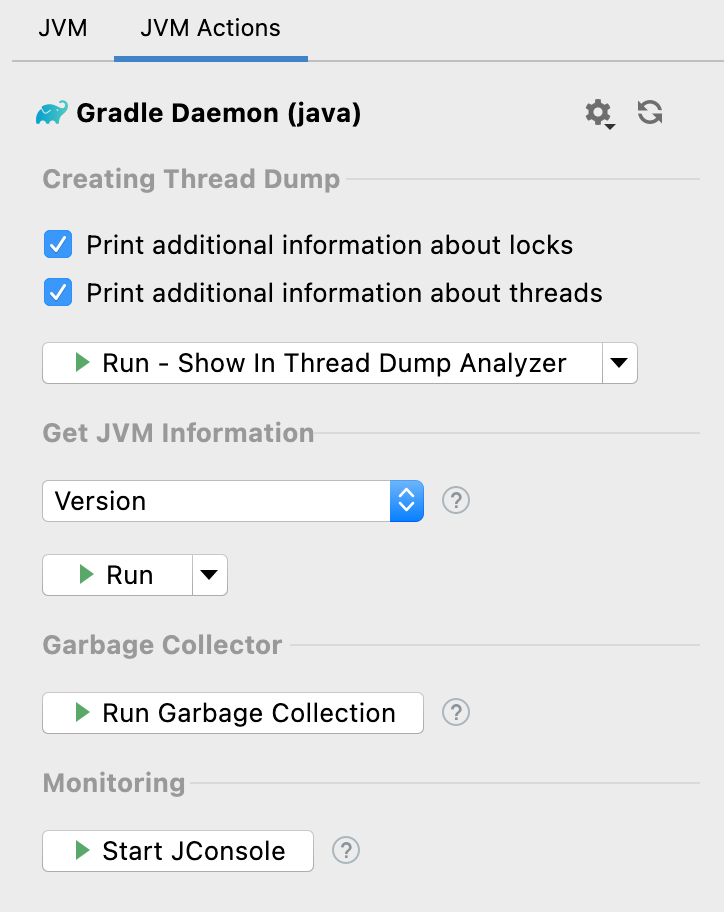 JVM JVM Actions
Gradle Daemon (java)
Creating Thread Dump
Print additional information about locks
Print additional information about threads
Run - Show In Thread Dump Analyzer
Get JVM Information
Version ?
Run
Garbage Collector
Run Garbage Collection ?
Monitoring
Start JConsole ?